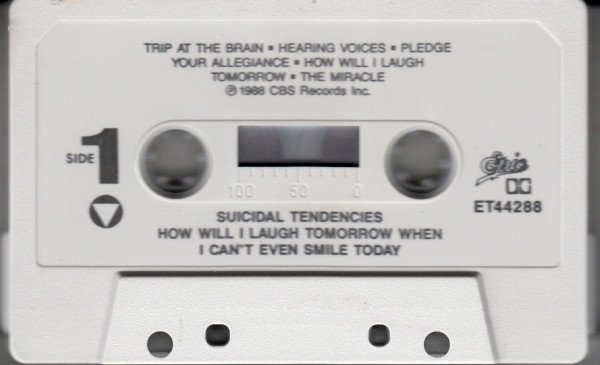 TRIP AT THE BRAIN • HEARING VOICES • PLEDGE
YOUR ALLEGIANCE • HOW WILL I LAUGH
TOMORROW • THE MIRACLE
℗ 1988 CBS Records Inc.
SIDE 1
100 50 0
Epic
ET44288
SUICIDAL TENDENCIES
HOW WILL I LAUGH TOMORROW WHEN
I CAN"T EVEN SMILE TODAY